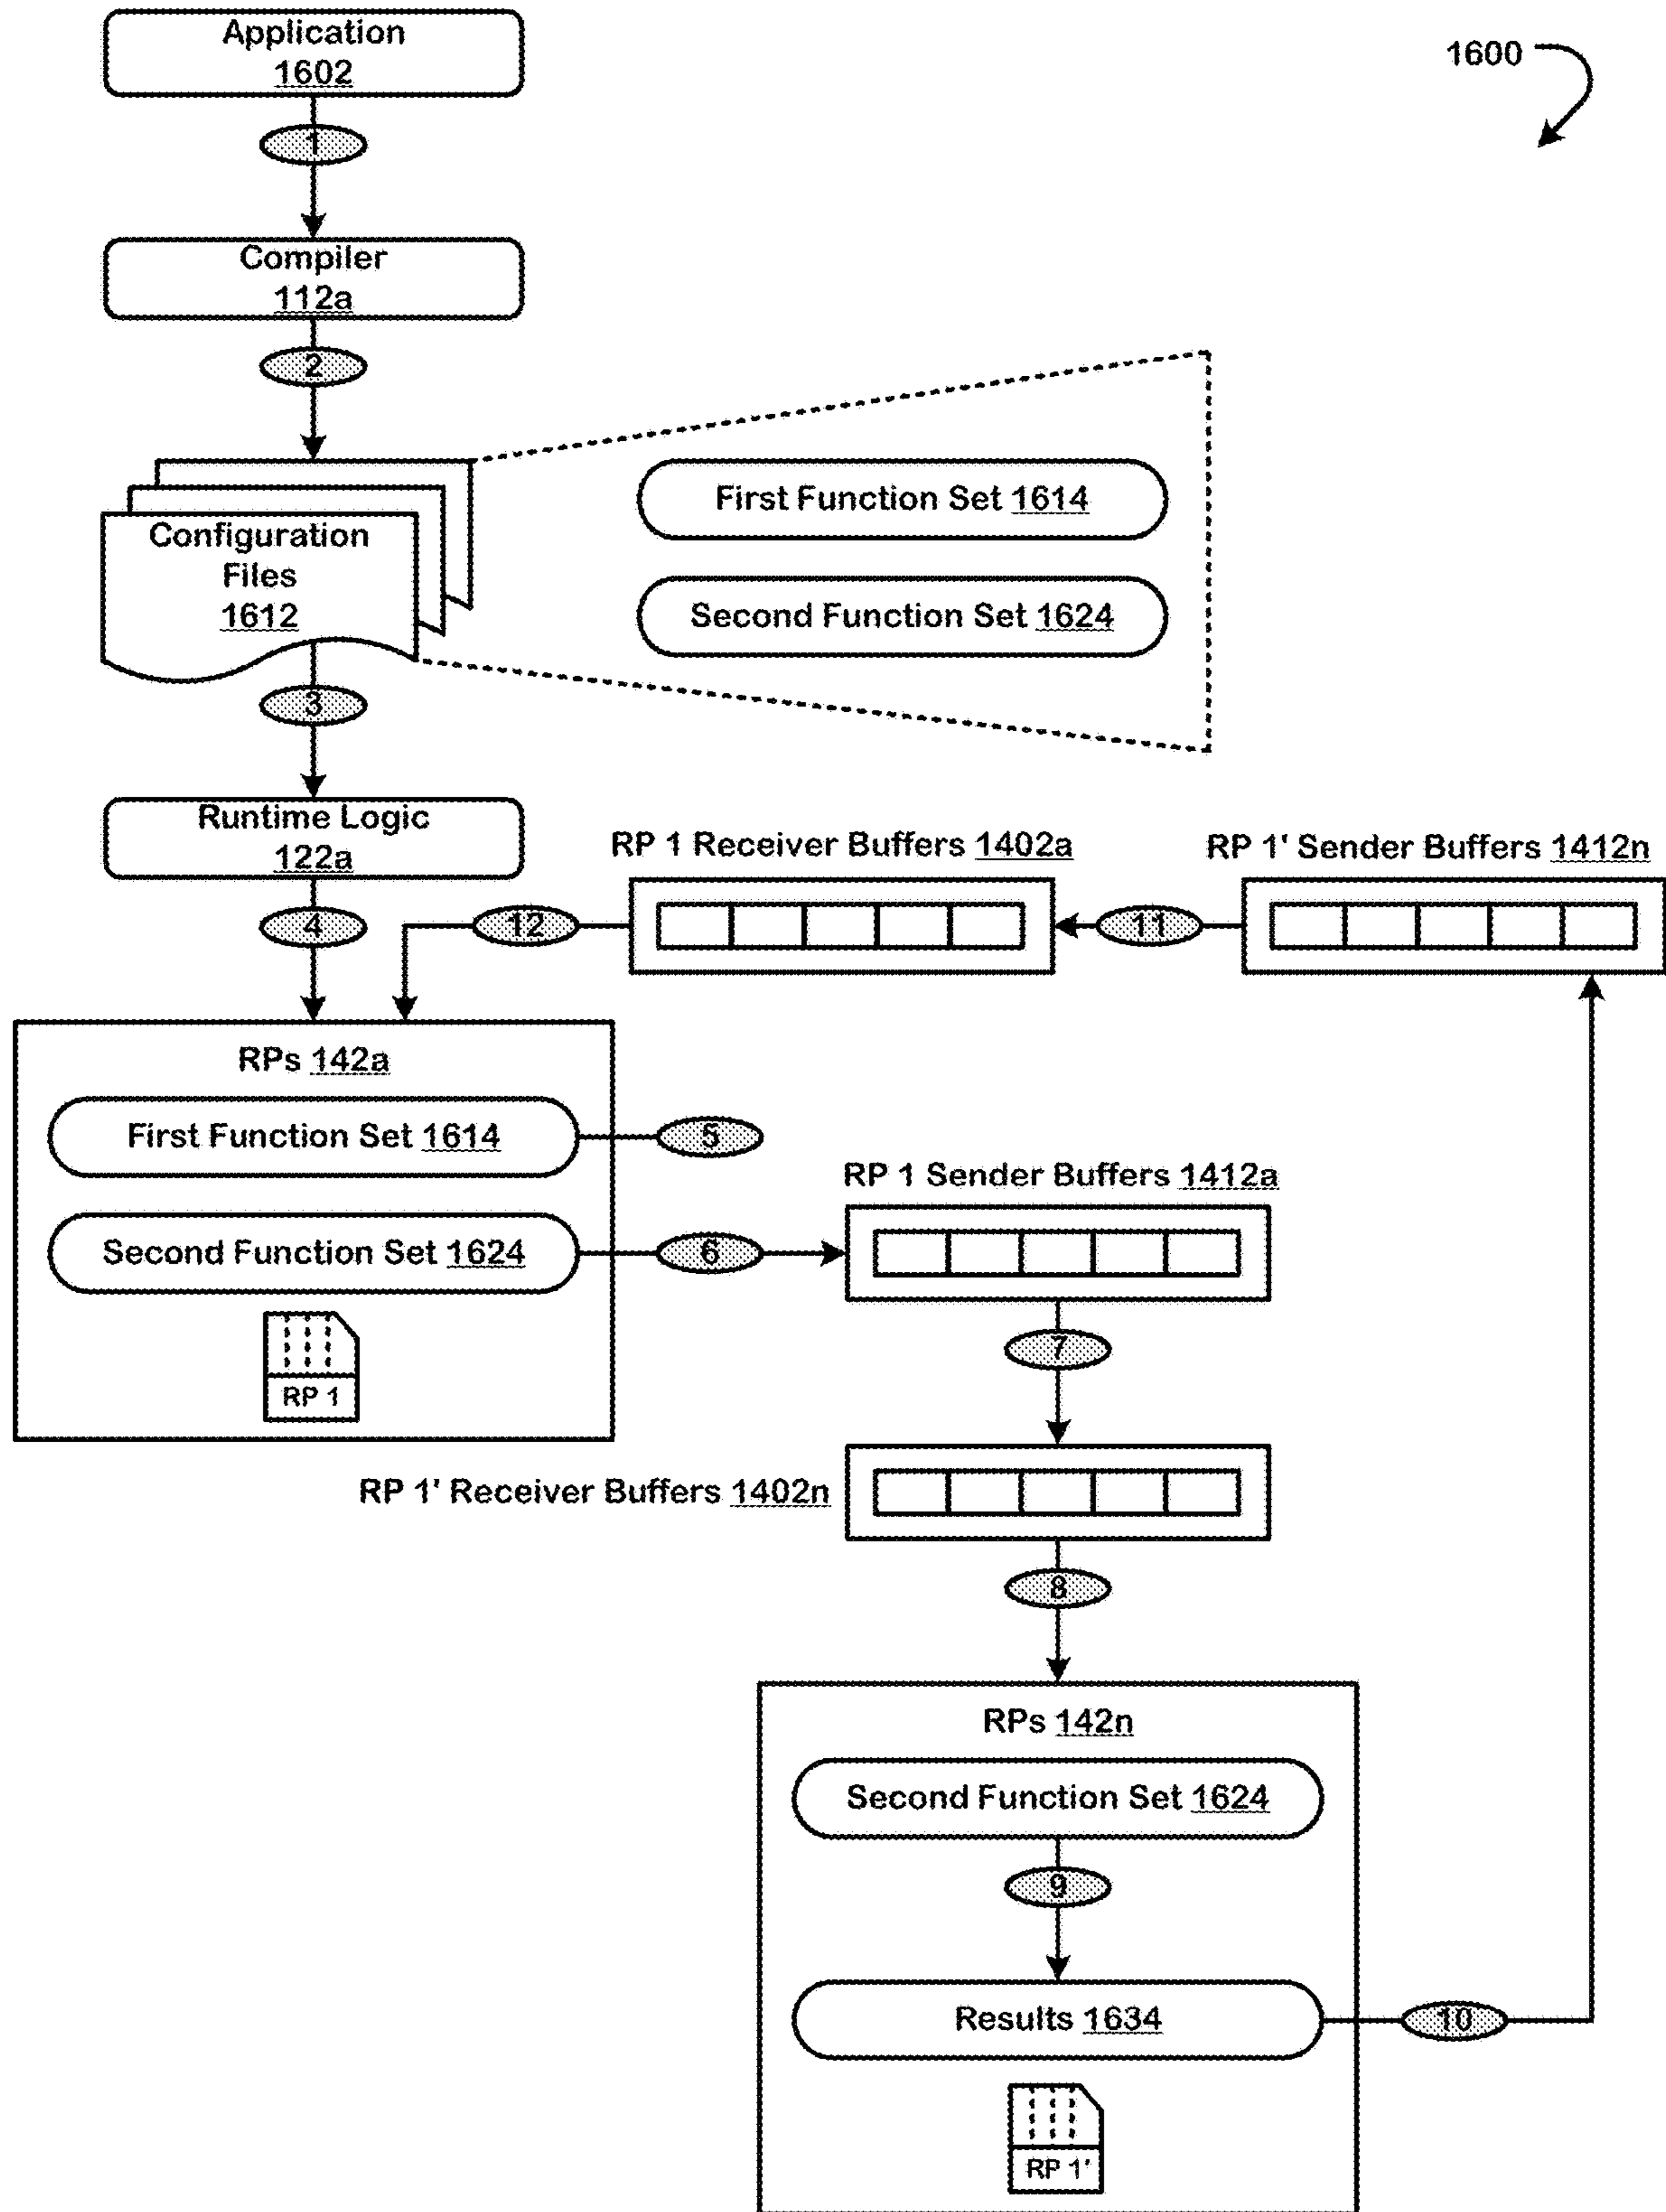 Application
1602
1600
1
Compiler
112a
2
First Function Set 1614
Configuration
Files
1612
Second Function Set 1624
3
Runtime Logic
122a
RP 1 Receiver Buffers 1402a
RP 1' Sender Buffers 1412n
4
12
11
RPs 142a
First Function Set 1614
5
RP 1 Sender Buffers 1412a
Second Function Set 1624
6
7
RP 1
RP 1' Receiver Buffers 1402n
8
RPs 142n
Second Function Set 1624
9
Results 1634
10
RP 1'